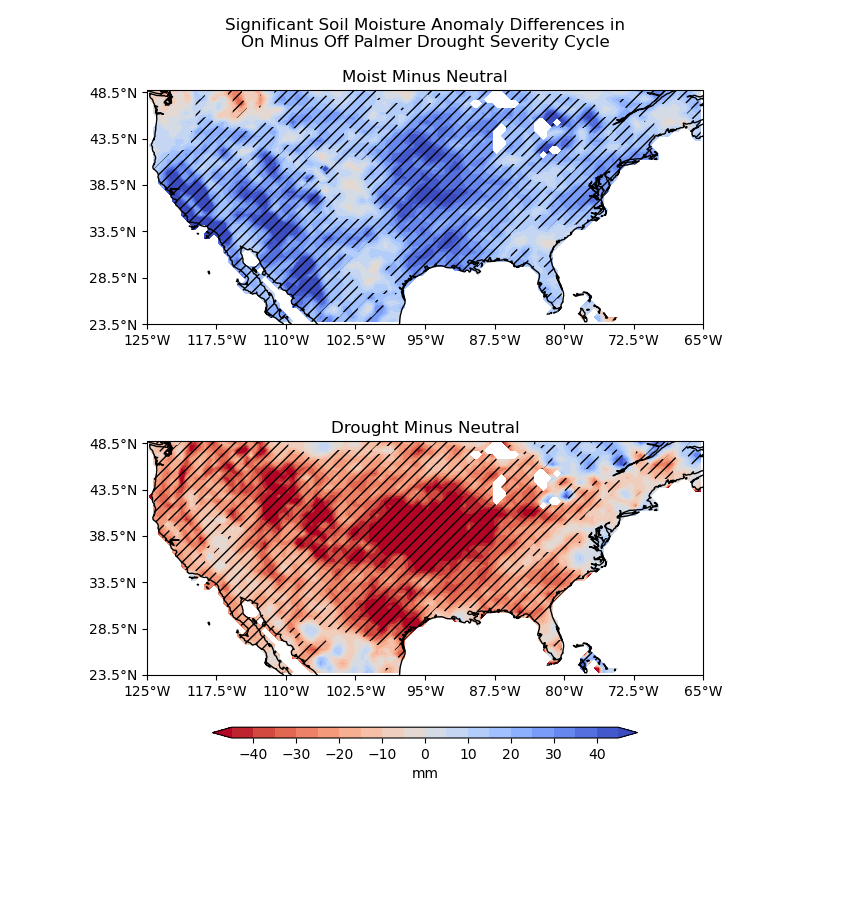 Significant Soil Moisture Anomaly Differences in
On Minus Off Palmer Drought Severity Cycle
Moist Minus Neutral
48.5°N
43.5°N
38.5°N
33.5°N
28.5°N
23.5°N
125°W 117.5°W 110°W 102.5°W 95°W 87.5°W 80°W 72.5°W 65°W
Drought Minus Neutral
48.5°N
43.5°N
38.5°N
33.5°N
28.5°N
23.5°N
125°W 117.5°W 110°W 102.5°W 95°W 87.5°W 80°W 72.5°W 65°W
−40 −30 −20 −10 0 10 20 30 40
mm